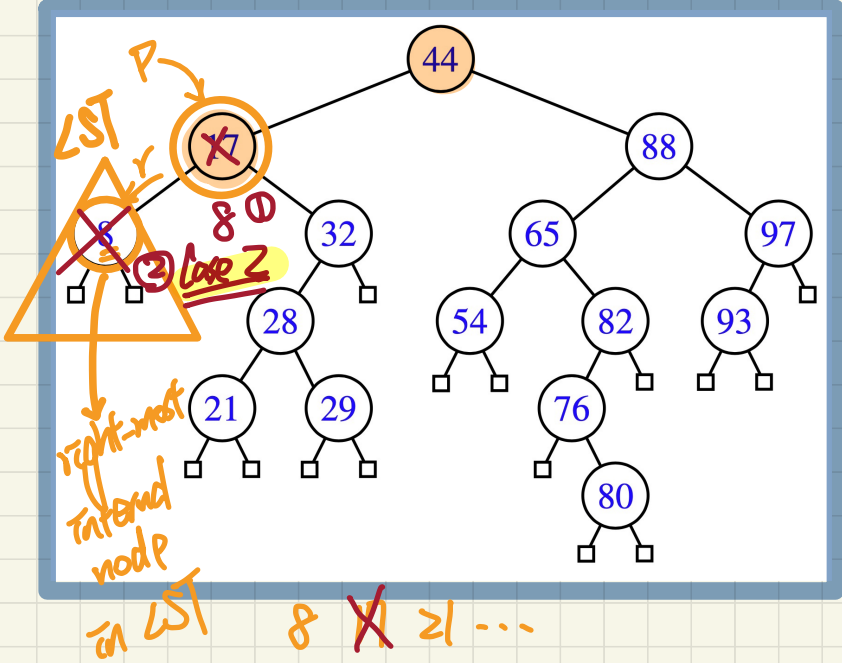 44
P
17
88
LST
r
8
8 ①
32
65
97
② Case 2
28
54
82
93
21
29
76
right-most
internal
80
node
in LST
8 17 21 ...